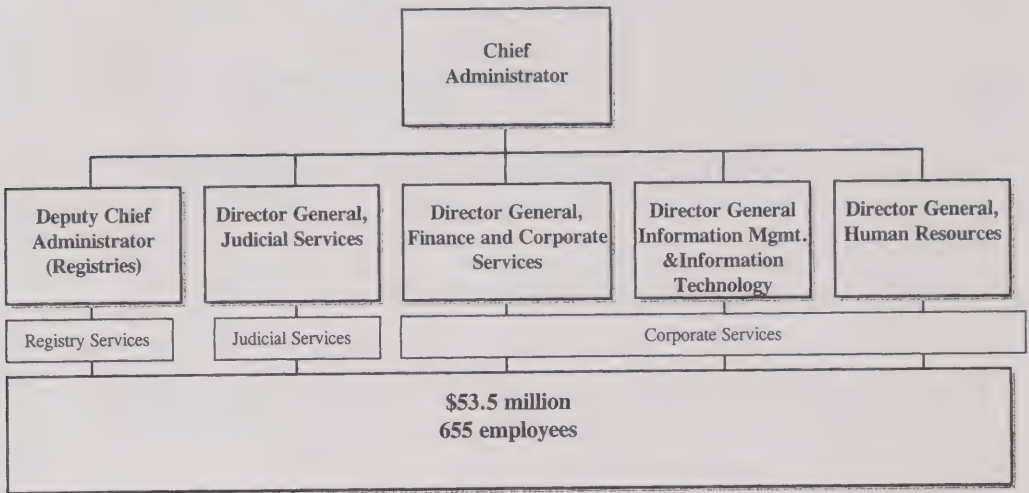 Chief
Administrator
Deputy Chief
Administrator
(Registries)
Director General,
Judicial Services
Director General,
Finance and Corporate
Services
Director General
Information Mgmt.
&Information
Technology
Director General,
Human Resources
Registry Services
Judicial Services
Corporate Services
$53.5 million
655 employees